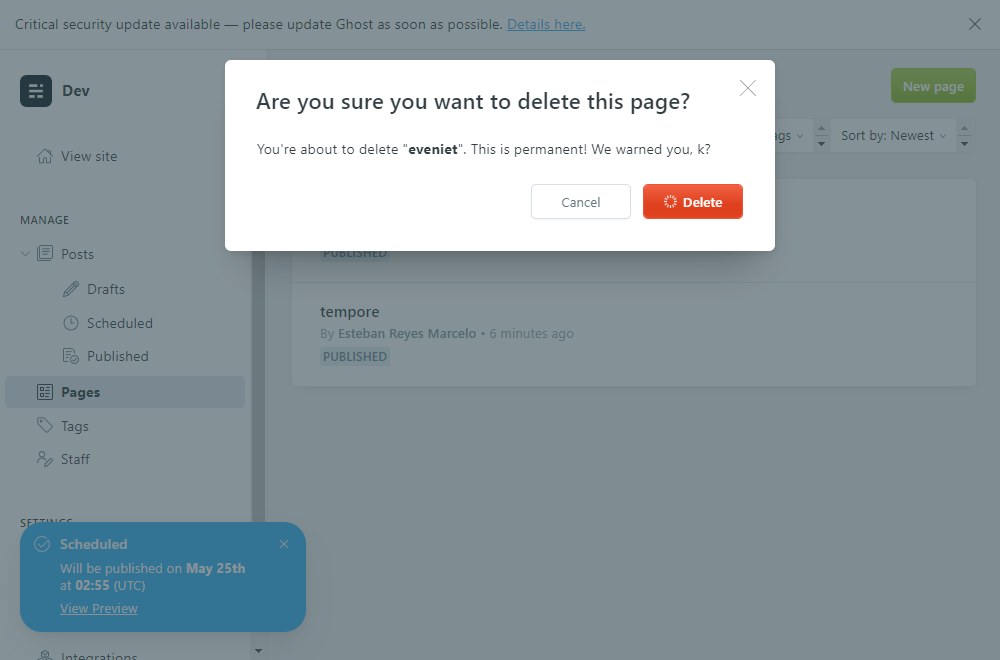 Critical security update available — please update Ghost as soon as possible. Details here.
Dev
View site
MANAGE
Posts
Drafts
Scheduled
Published
Pages
Tags
Staff
Integrations
New page
Sort by: Newest
Are you sure you want to delete this page?
You're about to delete "eveniet". This is permanent! We warned you, k?
Cancel
Delete
PUBLISHED
tempore
By Esteban Reyes Marcelo • 6 minutes ago
PUBLISHED
Scheduled
Will be published on May 25th
at 02:55 (UTC)
View Preview